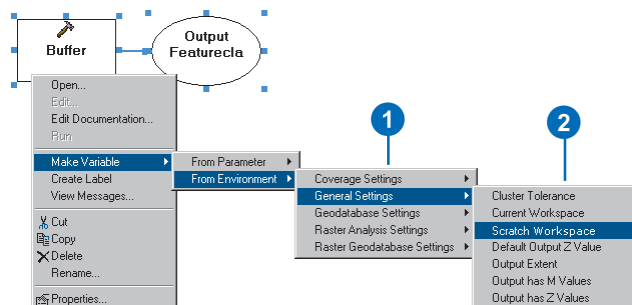 Buffer
Output
Featurecla
Open...
Edit...
Edit Documentation...
Run
Make Variable
Create Label
View Messages...
Cut
Copy
Delete
Rename...
Properties...
From Parameter
From Environment
1
Coverage Settings
General Settings
Geodatabase Settings
Raster Analysis Settings
Raster Geodatabase Settings
2
Cluster Tolerance
Current Workspace
Scratch Workspace
Default Output Z Value
Output Extent
Output has M Values
Output has Z Values